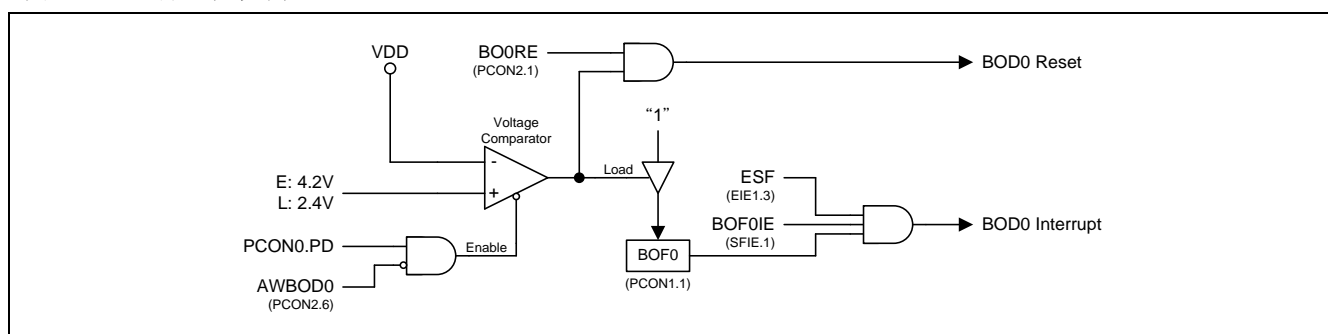 VDD
BO0RE
(PCON2.1)
BOD0 Reset
Voltage
Comparator
“1”
-
+
Load
E: 4.2V
L: 2.4V
ESF
(EIE1.3)
BOF0IE
(SFIE.1)
BOD0 Interrupt
PCON0.PD
Enable
AWBOD0
(PCON2.6)
BOF0
(PCON1.1)